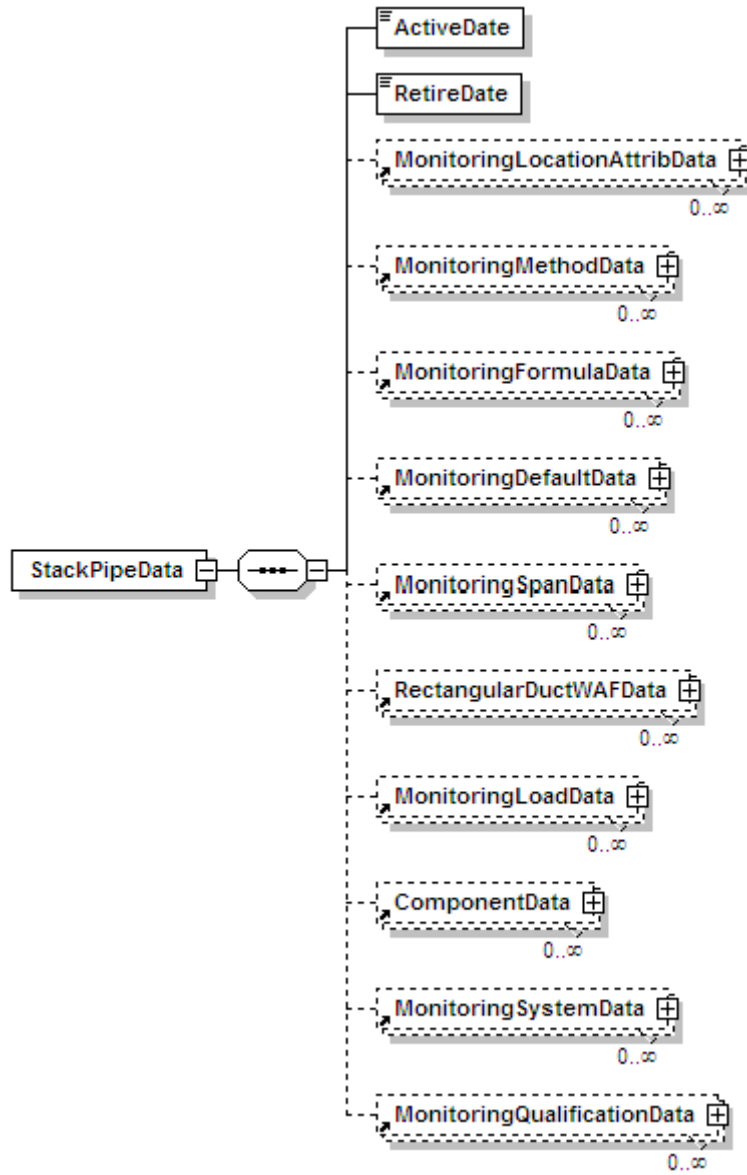 ActiveDate
RetireDate
MonitoringLocationAttribData
0..∞
MonitoringMethodData
0..∞
MonitoringFormulaData
0..∞
MonitoringDefaultData
0..∞
StackPipeData
MonitoringSpanData
0..∞
RectangularDuctWAFData
0..∞
MonitoringLoadData
0..∞
ComponentData
0..∞
MonitoringSystemData
0..∞
MonitoringQualificationData
0..∞